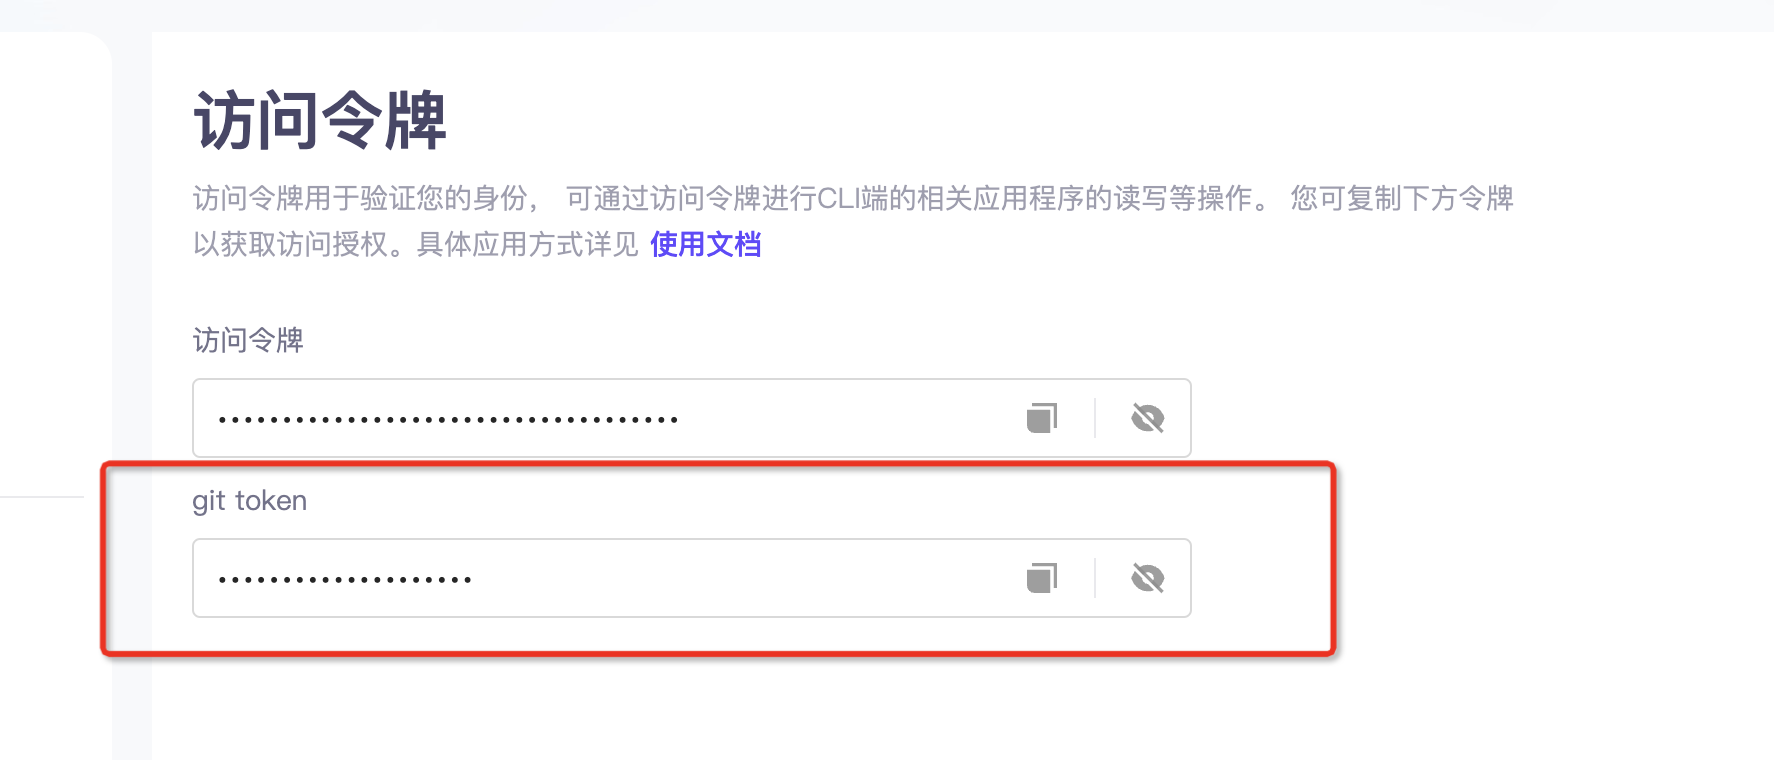 访问令牌
访问令牌用于验证您的身份， 可通过访问令牌进行CLI端的相关应用程序的读写等操作。 您可复制下方令牌
以获取访问授权。具体应用方式详见 使用文档
访问令牌
••••••••••••••••••••••••••••••••••••
git token
••••••••••••••••••••